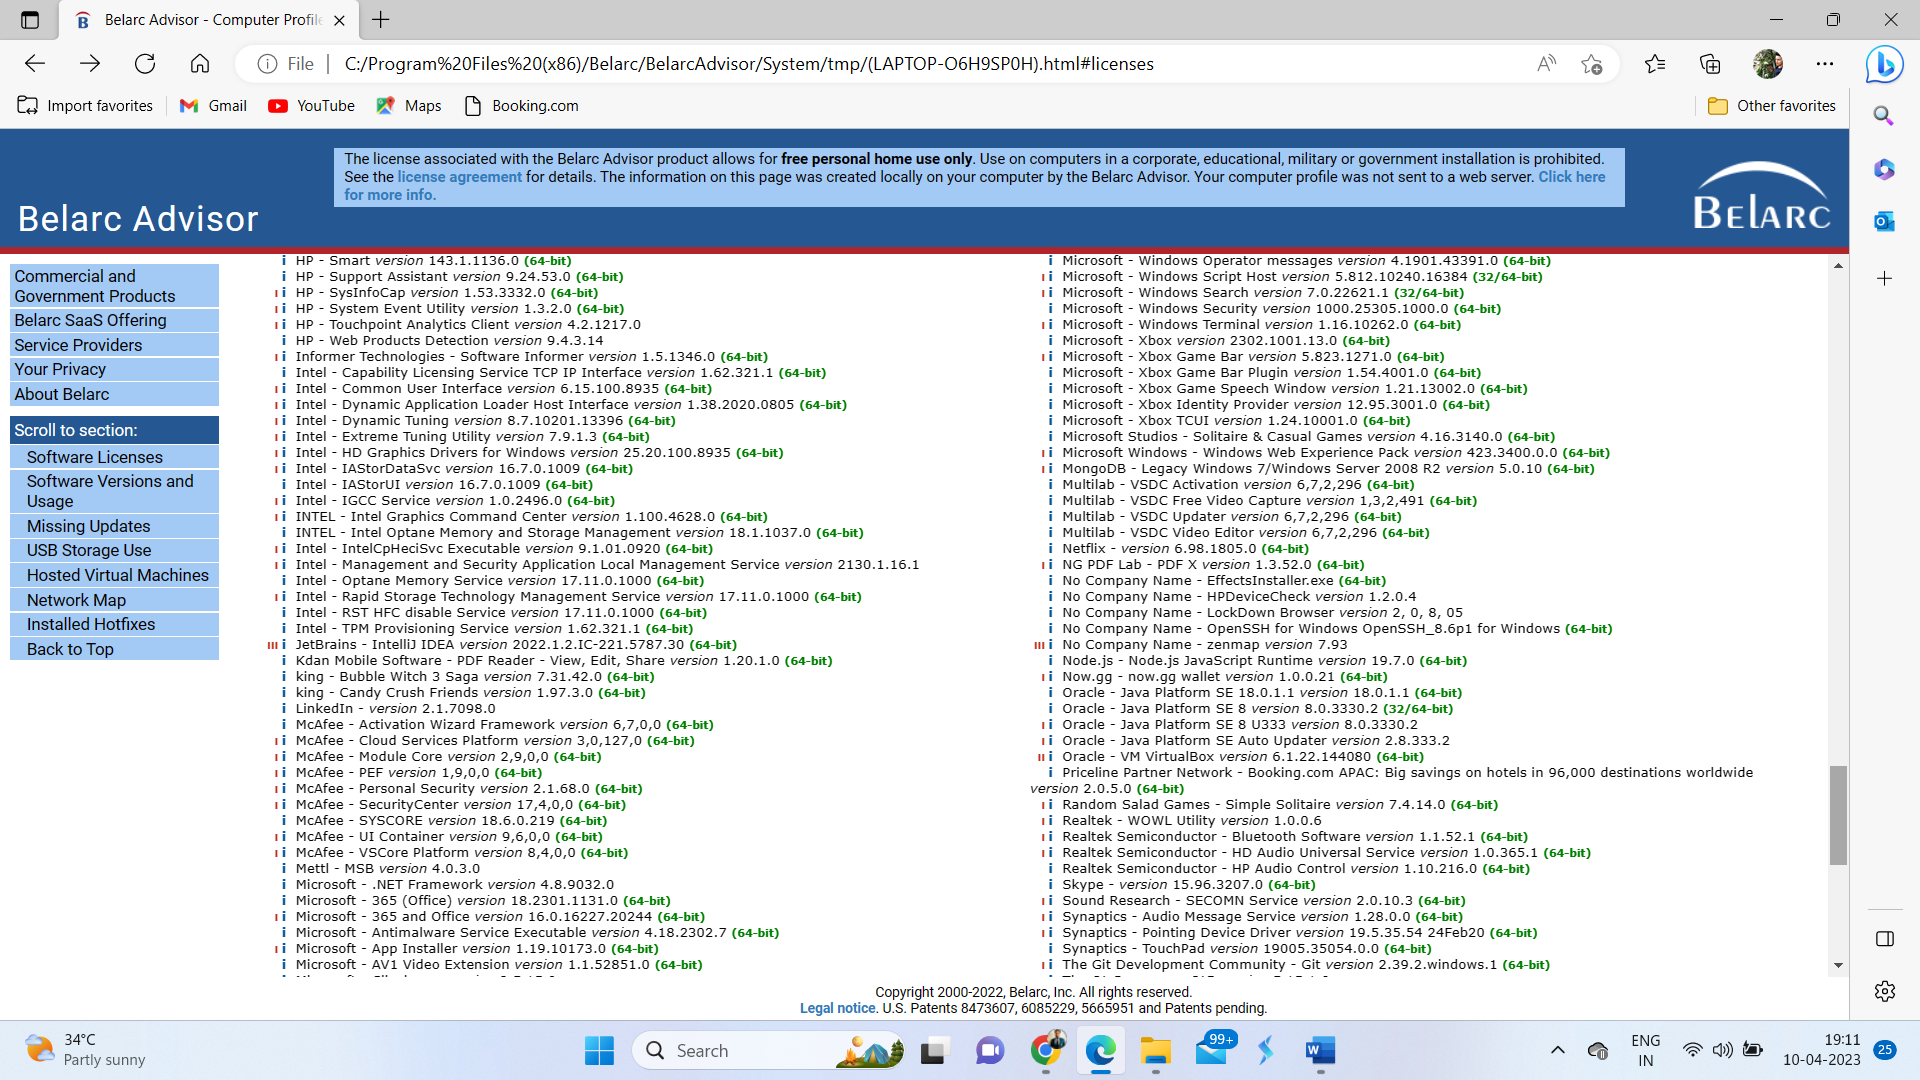 Belarc Advisor - Computer Profile
File
C:/Program%20Files%20(x86)/Belarc/BelarcAdvisor/System/tmp/(LAPTOP-O6H9SP0H).html#licenses
Import favorites
Gmail
YouTube
Maps
Booking.com
Other favorites
The license associated with the Belarc Advisor product allows for free personal home use only. Use on computers in a corporate, educational, military or government installation is prohibited.
See the license agreement for details. The information on this page was created locally on your computer by the Belarc Advisor. Your computer profile was not sent to a web server. Click here
for more info.
Belarc Advisor
BELARC
Commercial and
Government Products
Belarc SaaS Offering
Service Providers
Your Privacy
About Belarc
Scroll to section:
Software Licenses
Software Versions and
Usage
Missing Updates
USB Storage Use
Hosted Virtual Machines
Network Map
Installed Hotfixes
Back to Top
i HP - Smart version 143.1.1136.0 (64-bit)
i HP - Support Assistant version 9.24.53.0 (64-bit)
i HP - SysInfoCap version 1.53.3332.0 (64-bit)
i HP - System Event Utility version 1.3.2.0 (64-bit)
i HP - Touchpoint Analytics Client version 4.2.1217.0
i HP - Web Products Detection version 9.4.3.14
i Informer Technologies - Software Informer version 1.5.1346.0 (64-bit)
i Intel - Capability Licensing Service TCP IP Interface version 1.62.321.1 (64-bit)
i Intel - Common User Interface version 6.15.100.8935 (64-bit)
i Intel - Dynamic Application Loader Host Interface version 1.38.2020.0805 (64-bit)
i Intel - Dynamic Tuning version 8.7.10201.13396 (64-bit)
i Intel - Extreme Tuning Utility version 7.9.1.3 (64-bit)
i Intel - HD Graphics Drivers for Windows version 25.20.100.8935 (64-bit)
i Intel - IAStorDataSvc version 16.7.0.1009 (64-bit)
i Intel - IAStorUI version 16.7.0.1009 (64-bit)
i Intel - IGCC Service version 1.0.2496.0 (64-bit)
i INTEL - Intel Graphics Command Center version 1.100.4628.0 (64-bit)
i INTEL - Intel Optane Memory and Storage Management version 18.1.1037.0 (64-bit)
i Intel - IntelCpHeciSvc Executable version 9.1.01.0920 (64-bit)
i Intel - Management and Security Application Local Management Service version 2130.1.16.1
i Intel - Optane Memory Service version 17.11.0.1000 (64-bit)
i Intel - Rapid Storage Technology Management Service version 17.11.0.1000 (64-bit)
i Intel - RST HFC disable Service version 17.11.0.1000 (64-bit)
i Intel - TPM Provisioning Service version 1.62.321.1 (64-bit)
i JetBrains - IntelliJ IDEA version 2022.1.2.IC-221.5787.30 (64-bit)
i Kdan Mobile Software - PDF Reader - View, Edit, Share version 1.20.1.0 (64-bit)
i king - Bubble Witch 3 Saga version 7.31.42.0 (64-bit)
i king - Candy Crush Friends version 1.97.3.0 (64-bit)
i LinkedIn - version 2.1.7098.0
i McAfee - Activation Wizard Framework version 6,7,0,0 (64-bit)
i McAfee - Cloud Services Platform version 3,0,127,0 (64-bit)
i McAfee - Module Core version 2,9,0,0 (64-bit)
i McAfee - PEF version 1,9,0,0 (64-bit)
i McAfee - Personal Security version 2.1.68.0 (64-bit)
i McAfee - SecurityCenter version 17,4,0,0 (64-bit)
i McAfee - SYSCORE version 18.6.0.219 (64-bit)
i McAfee - UI Container version 9,6,0,0 (64-bit)
i McAfee - VSCore Platform version 8,4,0,0 (64-bit)
i Mettl - MSB version 4.0.3.0
i Microsoft - .NET Framework version 4.8.9032.0
i Microsoft - 365 (Office) version 18.2301.1131.0 (64-bit)
i Microsoft - 365 and Office version 16.0.16227.20244 (64-bit)
i Microsoft - Antimalware Service Executable version 4.18.2302.7 (64-bit)
i Microsoft - App Installer version 1.19.10173.0 (64-bit)
i Microsoft - AV1 Video Extension version 1.1.52851.0 (64-bit)
i Microsoft - Windows Operator messages version 4.1901.43391.0 (64-bit)
i Microsoft - Windows Script Host version 5.812.10240.16384 (32/64-bit)
i Microsoft - Windows Search version 7.0.22621.1 (32/64-bit)
i Microsoft - Windows Security version 1000.25305.1000.0 (64-bit)
i Microsoft - Windows Terminal version 1.16.10262.0 (64-bit)
i Microsoft - Xbox version 2302.1001.13.0 (64-bit)
i Microsoft - Xbox Game Bar version 5.823.1271.0 (64-bit)
i Microsoft - Xbox Game Bar Plugin version 1.54.4001.0 (64-bit)
i Microsoft - Xbox Game Speech Window version 1.21.13002.0 (64-bit)
i Microsoft - Xbox Identity Provider version 12.95.3001.0 (64-bit)
i Microsoft - Xbox TCUI version 1.24.10001.0 (64-bit)
i Microsoft Studios - Solitaire & Casual Games version 4.16.3140.0 (64-bit)
i Microsoft Windows - Windows Web Experience Pack version 423.3400.0.0 (64-bit)
i MongoDB - Legacy Windows 7/Windows Server 2008 R2 version 5.0.10 (64-bit)
i Multilab - VSDC Activation version 6,7,2,296 (64-bit)
i Multilab - VSDC Free Video Capture version 1,3,2,491 (64-bit)
i Multilab - VSDC Updater version 6,7,2,296 (64-bit)
i Multilab - VSDC Video Editor version 6,7,2,296 (64-bit)
i Netflix - version 6.98.1805.0 (64-bit)
i NG PDF Lab - PDF X version 1.3.52.0 (64-bit)
i No Company Name - EffectsInstaller.exe (64-bit)
i No Company Name - HPDeviceCheck version 1.2.0.4
i No Company Name - LockDown Browser version 2, 0, 8, 05
i No Company Name - OpenSSH for Windows OpenSSH_8.6p1 for Windows (64-bit)
i No Company Name - zenmap version 7.93
i Node.js - Node.js JavaScript Runtime version 19.7.0 (64-bit)
i Now.gg - now.gg wallet version 1.0.0.21 (64-bit)
i Oracle - Java Platform SE 18.0.1.1 version 18.0.1.1 (64-bit)
i Oracle - Java Platform SE 8 version 8.0.3330.2 (32/64-bit)
i Oracle - Java Platform SE 8 U333 version 8.0.3330.2
i Oracle - Java Platform SE Auto Updater version 2.8.333.2
i Oracle - VM VirtualBox version 6.1.22.144080 (64-bit)
i Priceline Partner Network - Booking.com APAC: Big savings on hotels in 96,000 destinations worldwide
version 2.0.5.0 (64-bit)
i Random Salad Games - Simple Solitaire version 7.4.14.0 (64-bit)
i Realtek - WOWL Utility version 1.0.0.6
i Realtek Semiconductor - Bluetooth Software version 1.1.52.1 (64-bit)
i Realtek Semiconductor - HD Audio Universal Service version 1.0.365.1 (64-bit)
i Realtek Semiconductor - HP Audio Control version 1.10.216.0 (64-bit)
i Skype - version 15.96.3207.0 (64-bit)
i Sound Research - SECOMN Service version 2.0.10.3 (64-bit)
i Synaptics - Audio Message Service version 1.28.0.0 (64-bit)
i Synaptics - Pointing Device Driver version 19.5.35.54 24Feb20 (64-bit)
i Synaptics - TouchPad version 19005.35054.0.0 (64-bit)
i The Git Development Community - Git version 2.39.2.windows.1 (64-bit)
Copyright 2000-2022, Belarc, Inc. All rights reserved.
Legal notice. U.S. Patents 8473607, 6085229, 5665951 and Patents pending.
34°C
Partly sunny
Search
99+
ENG
IN
19:11
10-04-2023
25